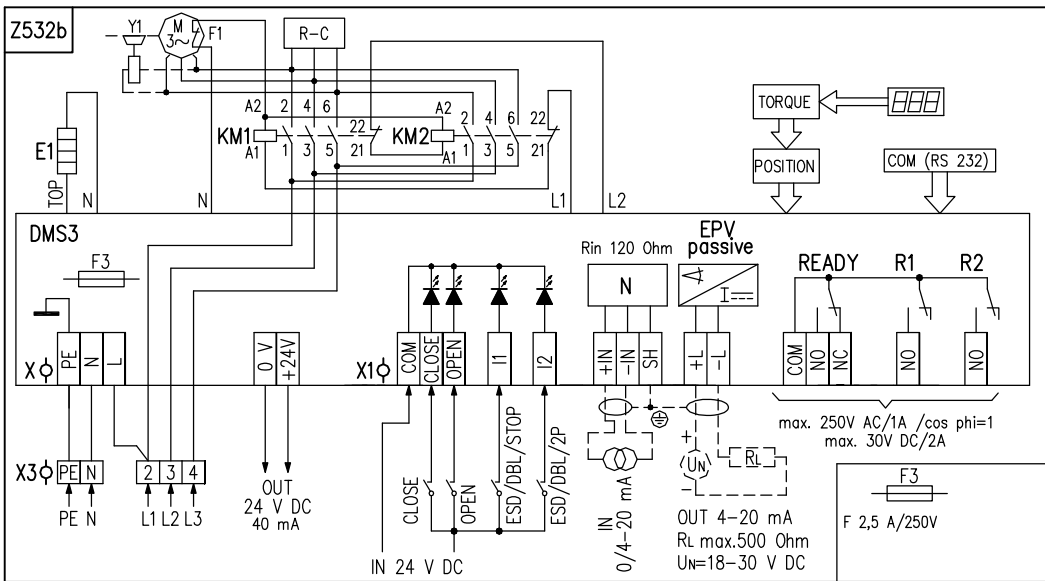 Z532b
Y1
M
3~
F1
R-C
TORQUE
POSITION
COM (RS 232)
E1
TOP
N
N
A2
2
4
6
22
KM1
A1
1
3
5
21
A2
2
4
6
22
KM2
A1
1
3
5
21
L1
L2
DMS3
F3
Rin 120 Ohm
N
EPV
passive
I
READY
R1
R2
X
PE
N
L
0 V
+24V
X1
COM
CLOSE
OPEN
I1
I2
+IN
-IN
SH
+L
-L
COM
NO
NC
NO
NO
max. 250V AC/1A /cos phi=1
max. 30V DC/2A
X3
PE
N
2
3
4
PE N
L1 L2 L3
OUT
24 V DC
40 mA
CLOSE
OPEN
ESD/DBL/STOP
ESD/DBL/2P
IN 24 V DC
IN
0/4-20 mA
+
UN
-
RL
OUT 4-20 mA
RL max.500 Ohm
UN=18-30 V DC
F3
F 2,5 A/250V